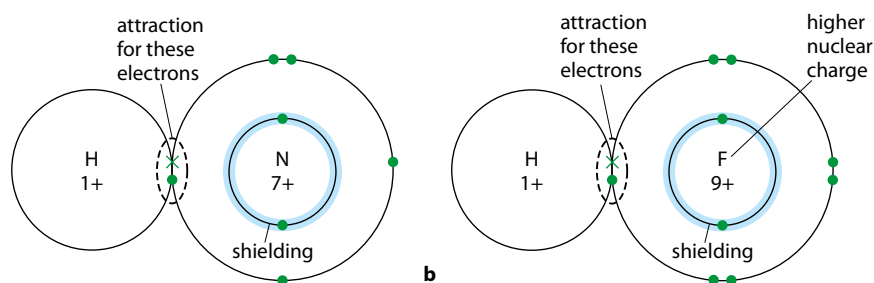 attraction
for these
electrons
H
1+
N
7+
shielding
b
attraction
for these
electrons
higher
nuclear
charge
H
1+
F
9+
shielding